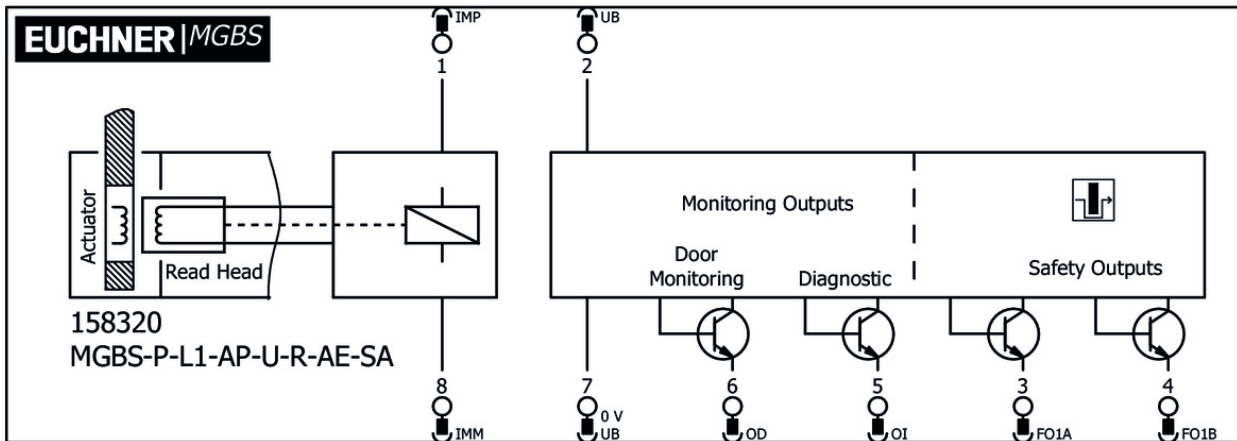 EUCHNER|MGBS
IMP
1
UB
2
Actuator
Read Head
Monitoring Outputs
Door
Monitoring
Diagnostic
Safety Outputs
158320
MGBS-P-L1-AP-U-R-AE-SA
8
IMM
7
0 V
UB
6
OD
5
OI
3
FO1A
4
FO1B